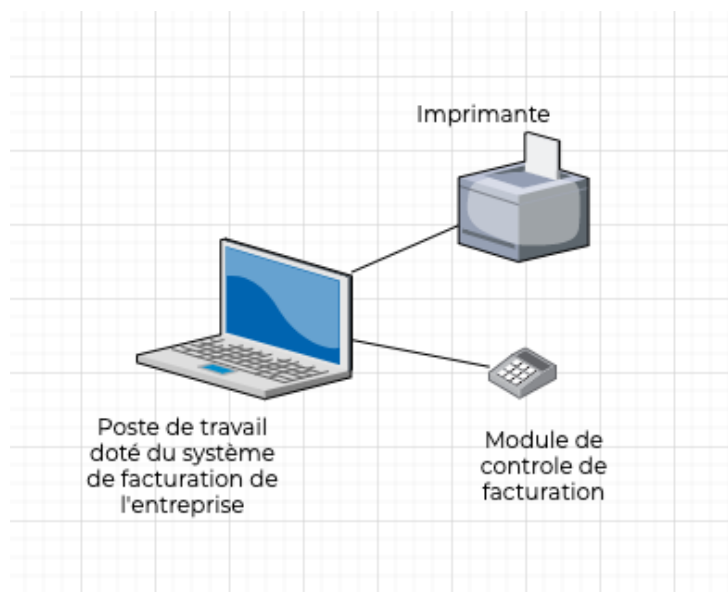 Imprimante
Poste de travail
doté du système
de facturation de
l'entreprise
Module de
controle de
facturation